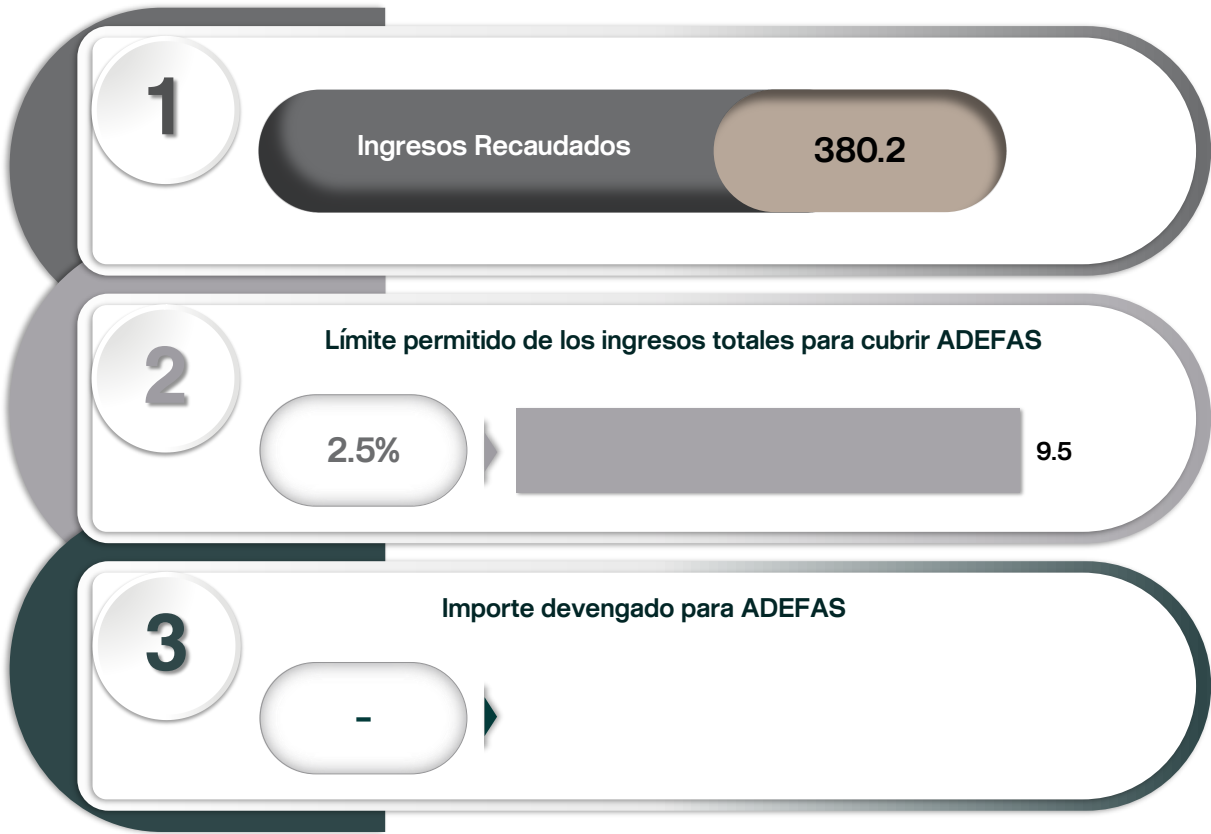 1
Ingresos Recaudados
380.2
2
Límite permitido de los ingresos totales para cubrir ADEFAS
2.5%
9.5
3
Importe devengado para ADEFAS
-